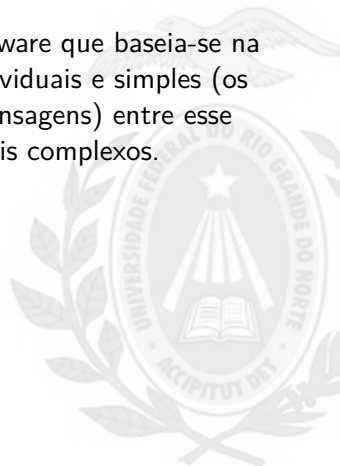 ware que baseia-se na
viduais e simples (os
nsagens) entre esse
is complexos.
UNIVERSIDADE FEDERAL DO RIO GRANDE DO NORTE
ACCIPITUT DET